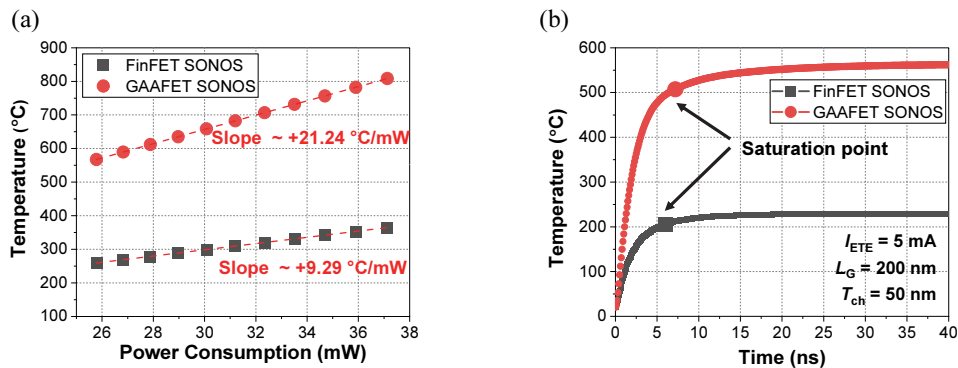 (a)
900
800
700
600
500
400
300
200
100
Temperature (°C)
FinFET SONOS
GAAFET SONOS
Slope ~ +21.24 °C/mW
Slope ~ +9.29 °C/mW
26 28 30 32 34 36 38
Power Consumption (mW)
(b)
600
500
400
300
200
100
0
Temperature (°C)
FinFET SONOS
GAAFET SONOS
Saturation point
I_ETE = 5 mA
L_G = 200 nm
T_ch = 50 nm
0 5 10 15 20 25 30 35 40
Time (ns)